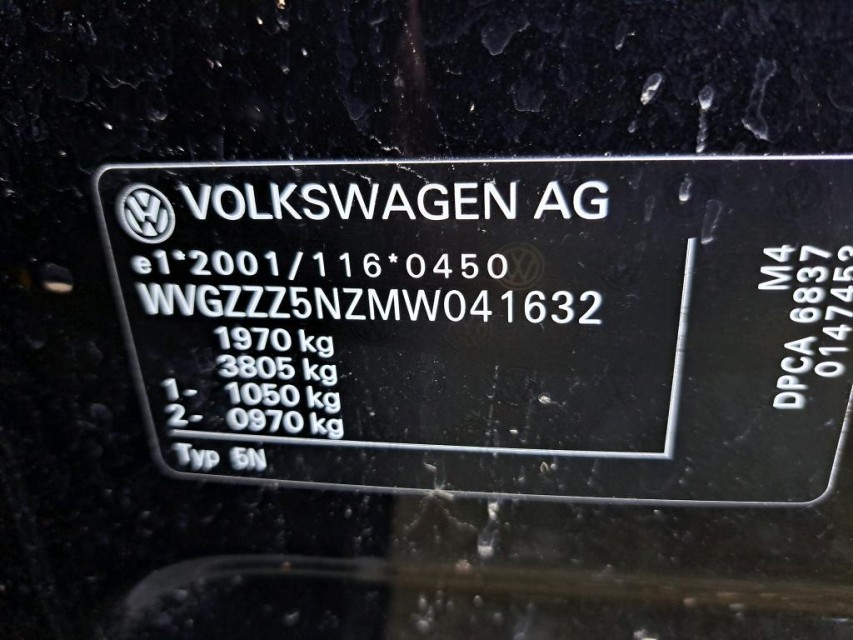 VOLKSWAGEN AG
e1*2001/116*0450
WVGZZZ5NZMW041632
1970 kg
3805 kg
1- 1050 kg
2- 0970 kg
Typ 5N
M4
DPCA 6837